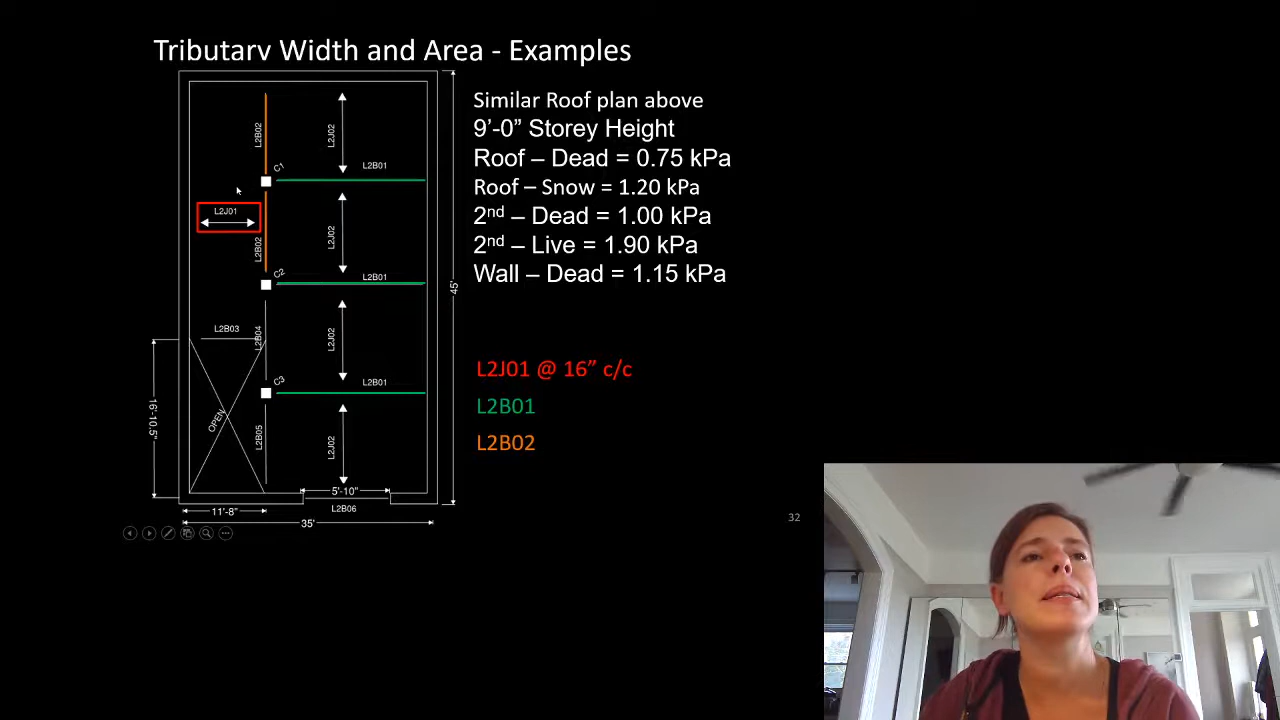 Tributary Width and Area - Examples
Similar Roof plan above
9’-0” Storey Height
Roof – Dead = 0.75 kPa
Roof – Snow = 1.20 kPa
2nd – Dead = 1.00 kPa
2nd – Live = 1.90 kPa
Wall – Dead = 1.15 kPa
L2J01 @ 16” c/c
L2B01
L2B02
L2B02
L2J02
C1
L2B01
L2J01
L2B02
L2J02
C2
L2B01
45'
L2B03
L2B04
L2J02
C3
L2B01
16'-10.5"
OPEN
L2B05
L2J02
5'-10"
L2B06
11'-8"
35'
32